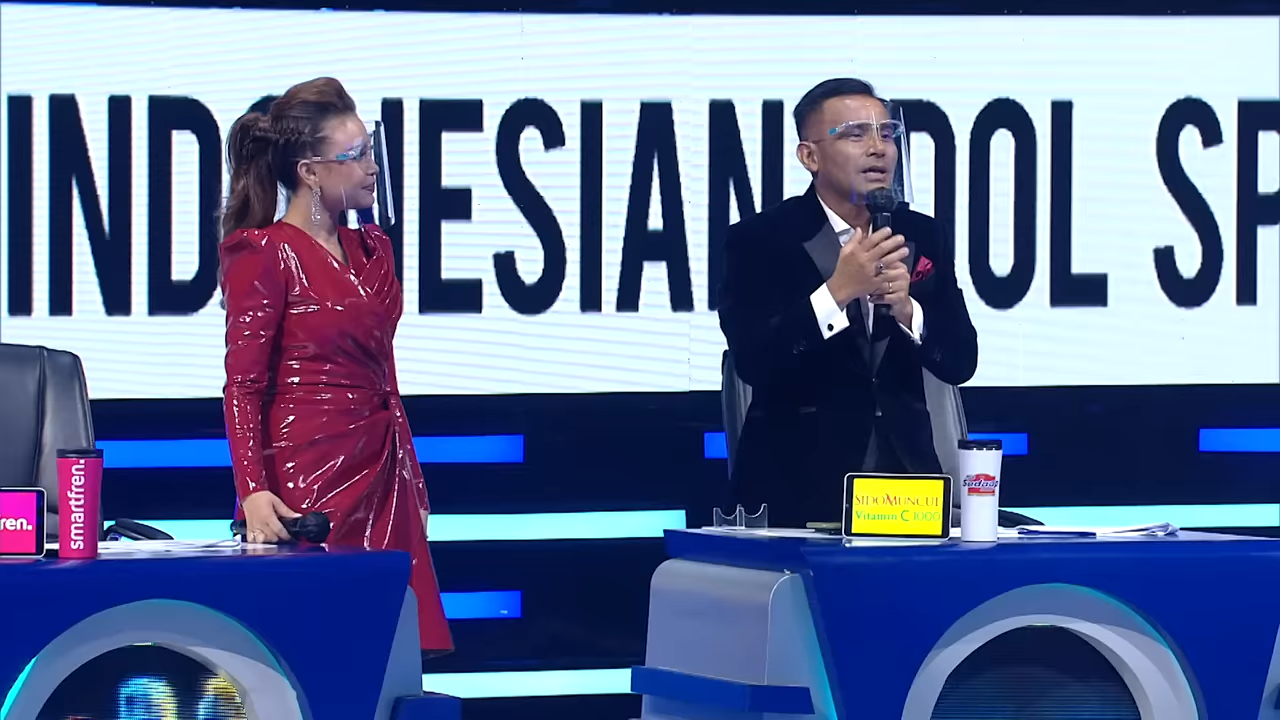 INDONESIAN IDOL SP
ren.
smartfren.
SIDOMUNCUL
Vitamin C 1000
Sedaap